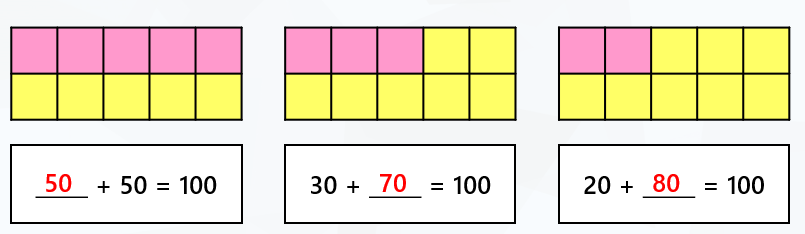 50 + 50 = 100
30 + 70 = 100
20 + 80 = 100